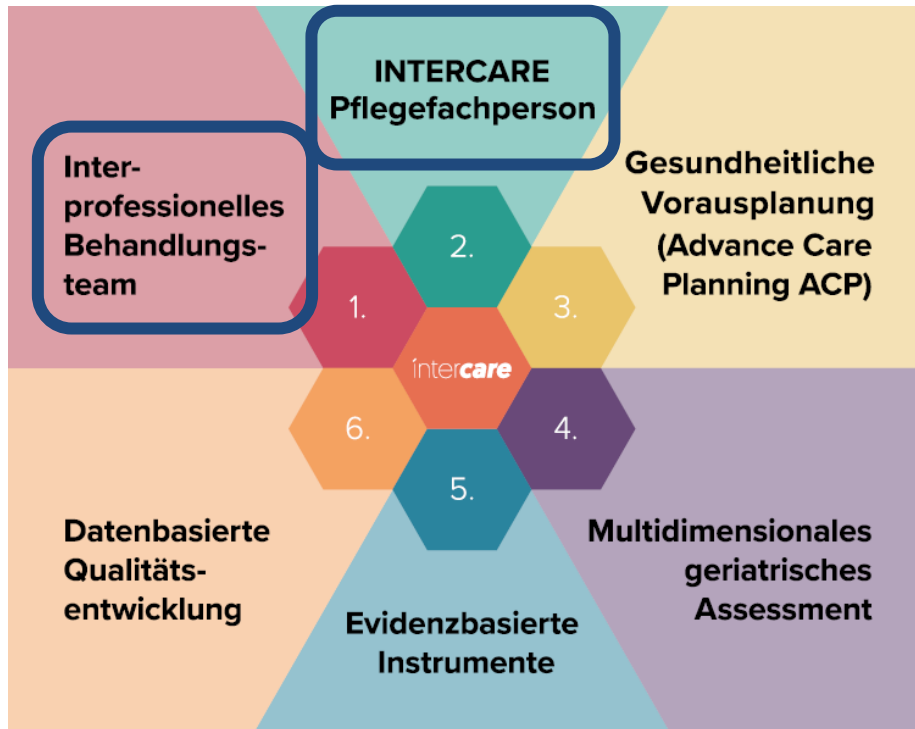 INTERCARE
Pflegefachperson
Inter-
professionelles
Behandlungs-
team
Gesundheitliche
Vorausplanung
(Advance Care
Planning ACP)
1.
2.
3.
intercare
6.
5.
4.
Datenbasierte
Qualitäts-
entwicklung
Evidenzbasierte
Instrumente
Multidimensionales
geriatrisches
Assessment